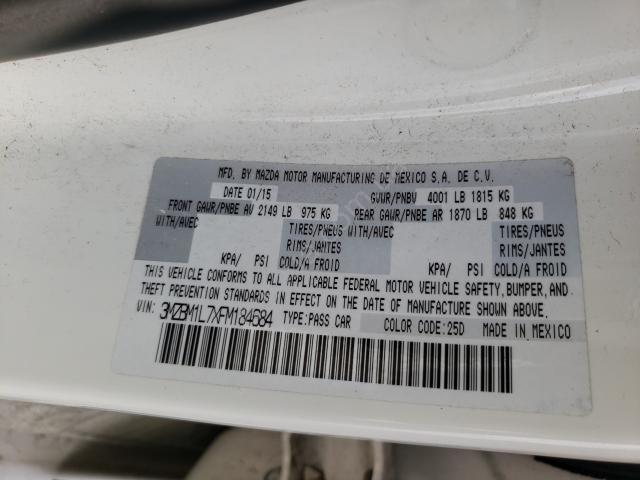 MFD. BY MAZDA MOTOR MANUFACTURING DE MEXICO S.A. DE C.V.
DATE 01/15 GVWR/PNBV 4001 LB 1815 KG
FRONT GAWR/PNBE AV 2149 LB 975 KG REAR GAWR/PNBE AR 1870 LB 848 KG
WITH/AVEC TIRES/PNEUS WITH/AVEC TIRES/PNEUS
RIMS/JANTES RIMS/JANTES
KPA/ PSI COLD/A FROID KPA/ PSI COLD/A FROID
THIS VEHICLE CONFORMS TO ALL APPLICABLE FEDERAL MOTOR VEHICLE SAFETY, BUMPER, AND
THEFT PREVENTION STANDARDS IN EFFECT ON THE DATE OF MANUFACTURE SHOWN ABOVE.
VIN: 3MZBM1L7XFM184684 TYPE:PASS CAR COLOR CODE:25D MADE IN MEXICO